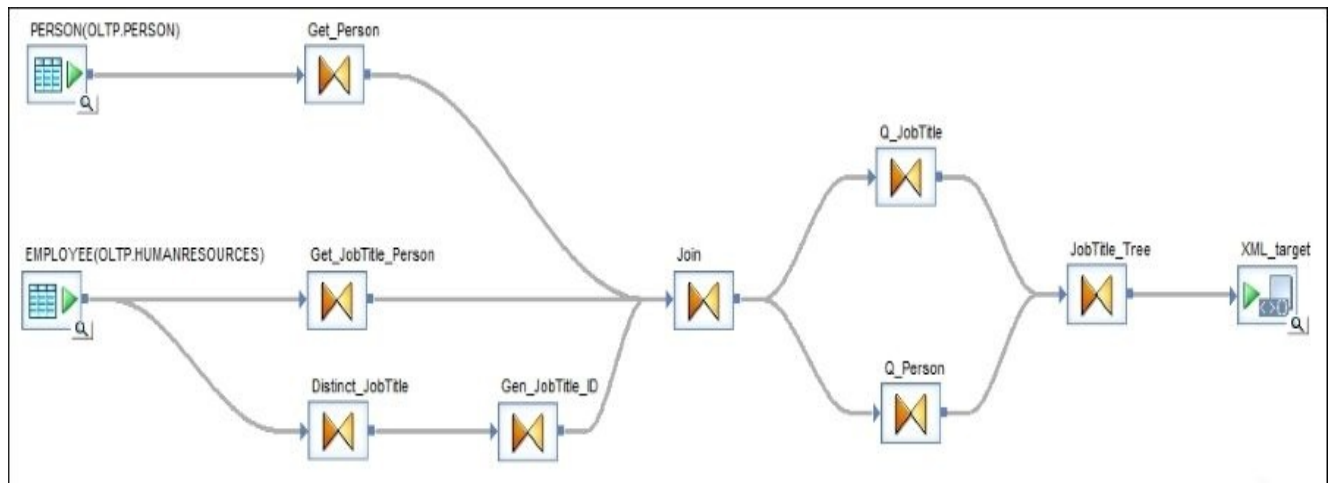 PERSON(OLTP.PERSON)
Get_Person
Q_JobTitle
EMPLOYEE(OLTP.HUMANRESOURCES)
Get_JobTitle_Person
Join
JobTitle_Tree
XML_target
Q_Person
Distinct_JobTitle
Gen_JobTitle_ID